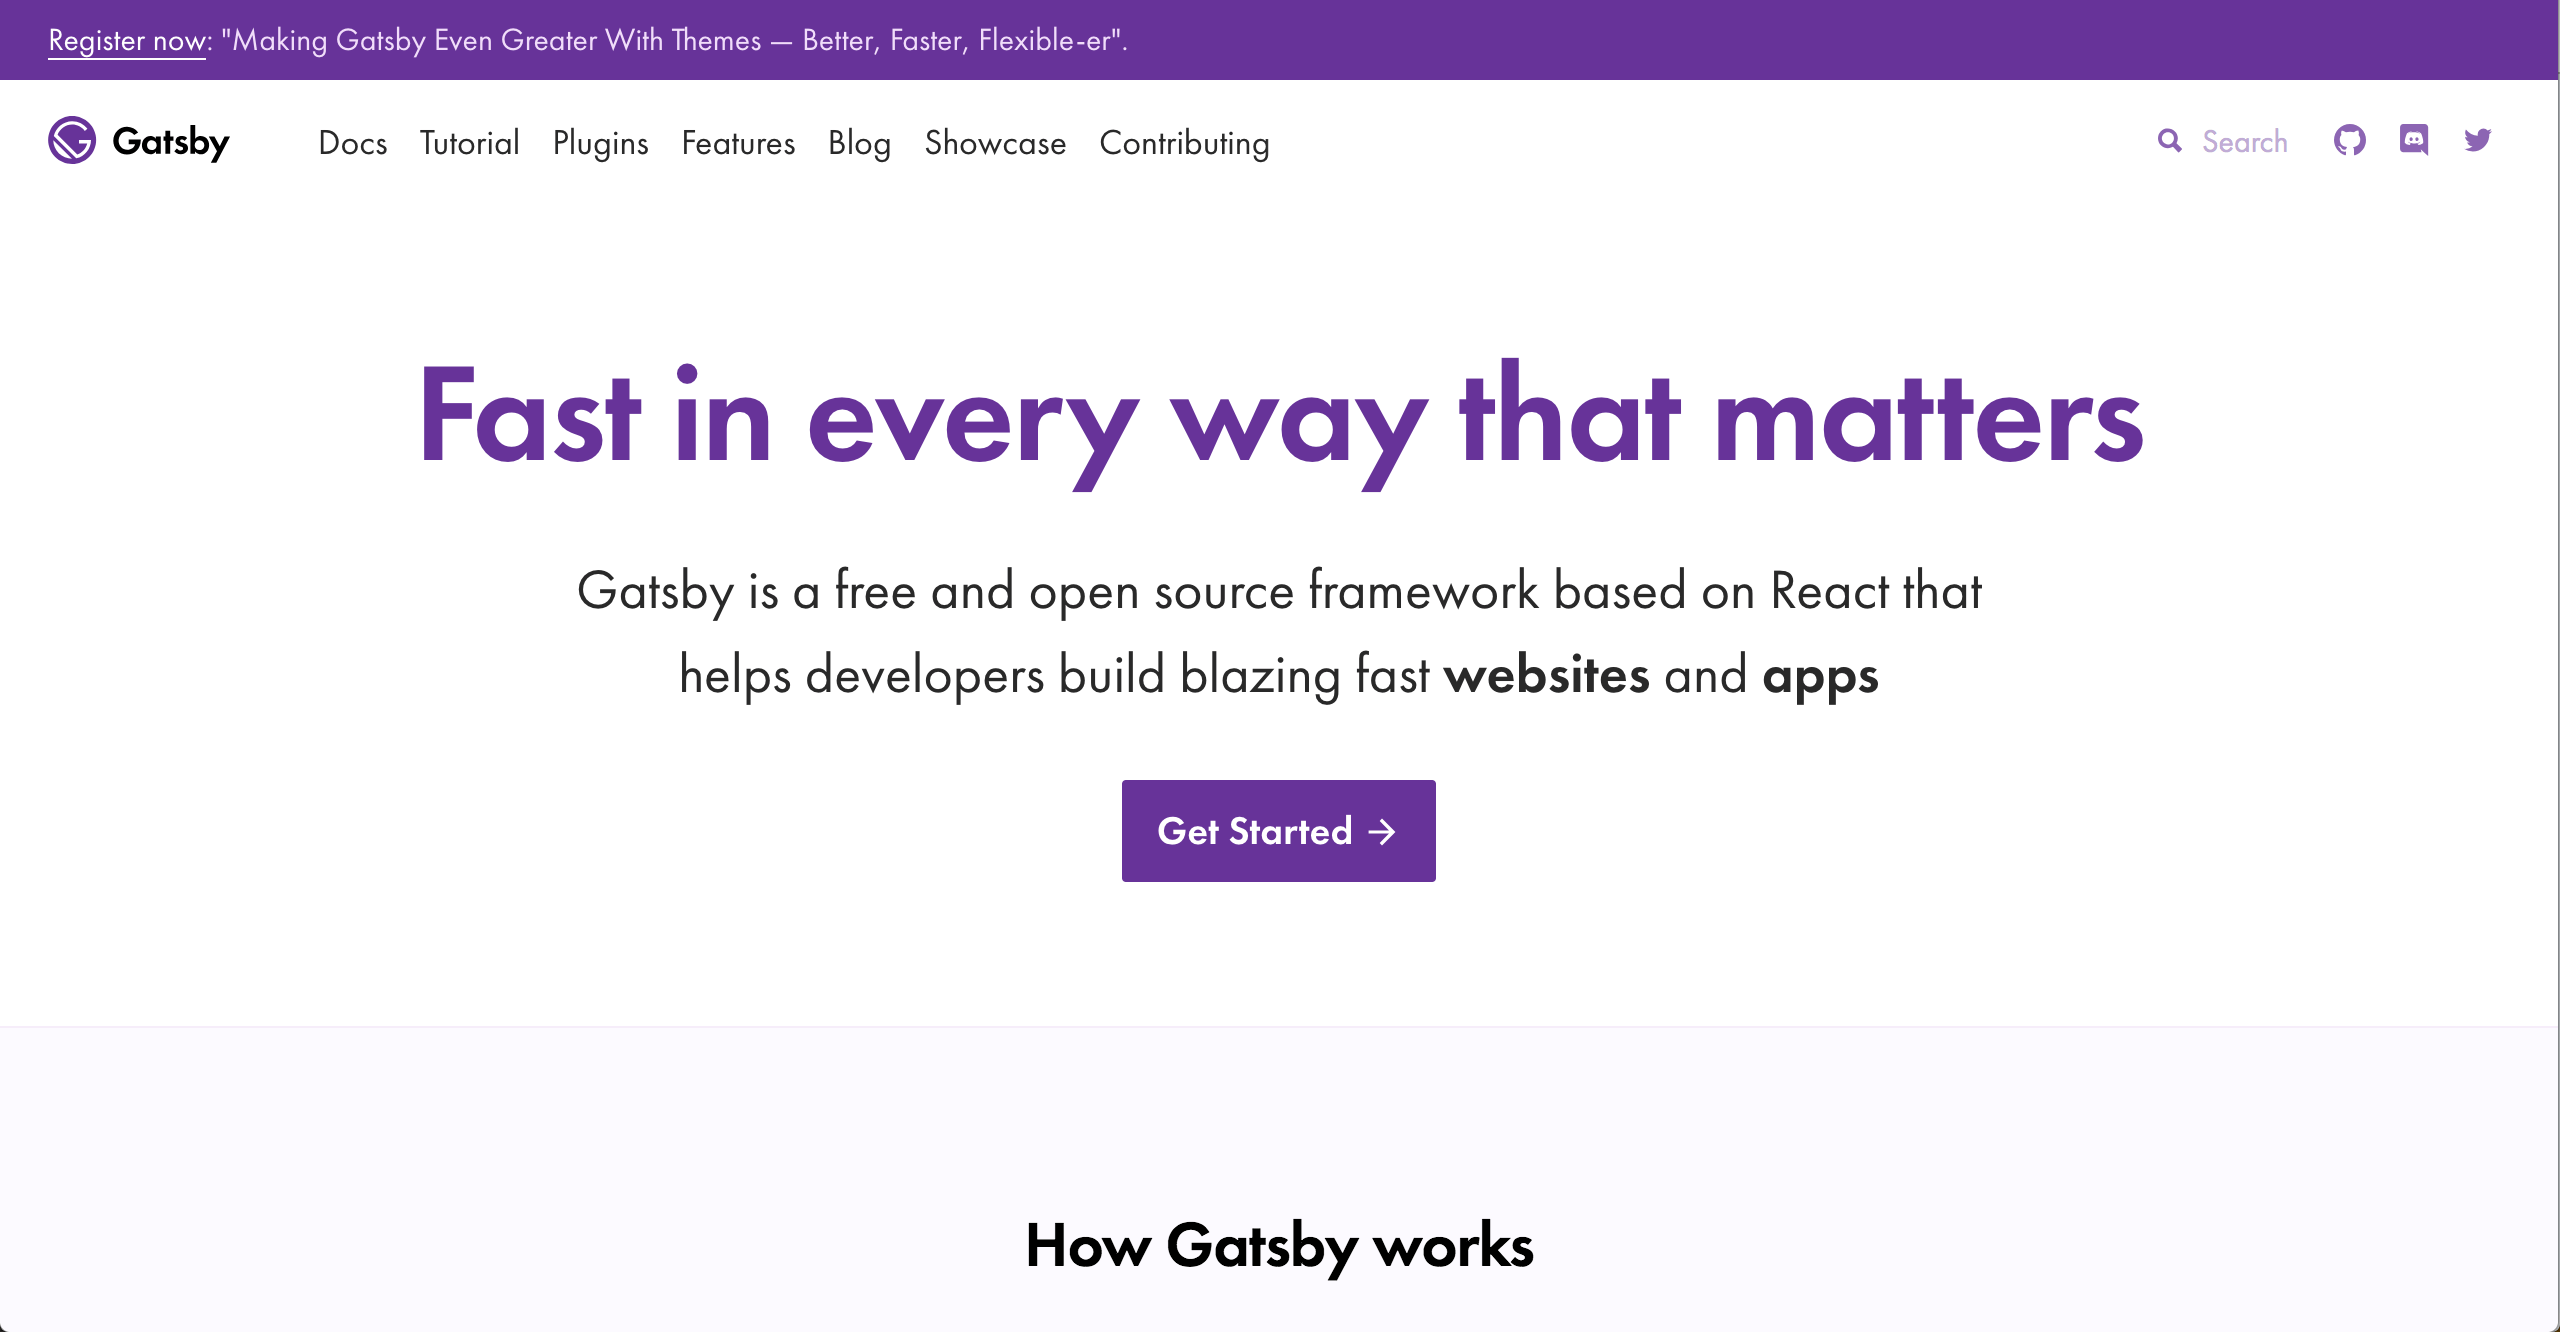 Register now: "Making Gatsby Even Greater With Themes — Better, Faster, Flexible-er".
Gatsby Docs Tutorial Plugins Features Blog Showcase Contributing Search
Fast in every way that matters
Gatsby is a free and open source framework based on React that
helps developers build blazing fast websites and apps
Get Started →
How Gatsby works